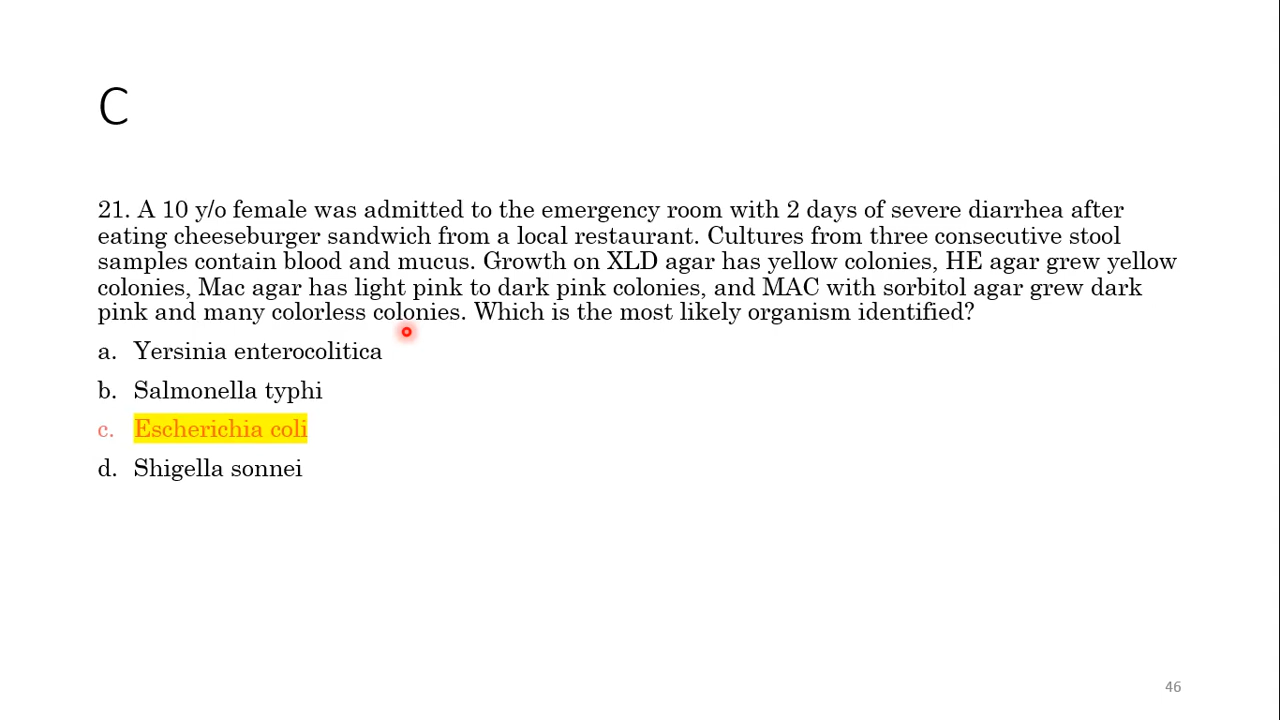 C
21. A 10 y/o female was admitted to the emergency room with 2 days of severe diarrhea after
eating cheeseburger sandwich from a local restaurant. Cultures from three consecutive stool
samples contain blood and mucus. Growth on XLD agar has yellow colonies, HE agar grew yellow
colonies, Mac agar has light pink to dark pink colonies, and MAC with sorbitol agar grew dark
pink and many colorless colonies. Which is the most likely organism identified?
a. Yersinia enterocolitica
b. Salmonella typhi
c. Escherichia coli
d. Shigella sonnei
46